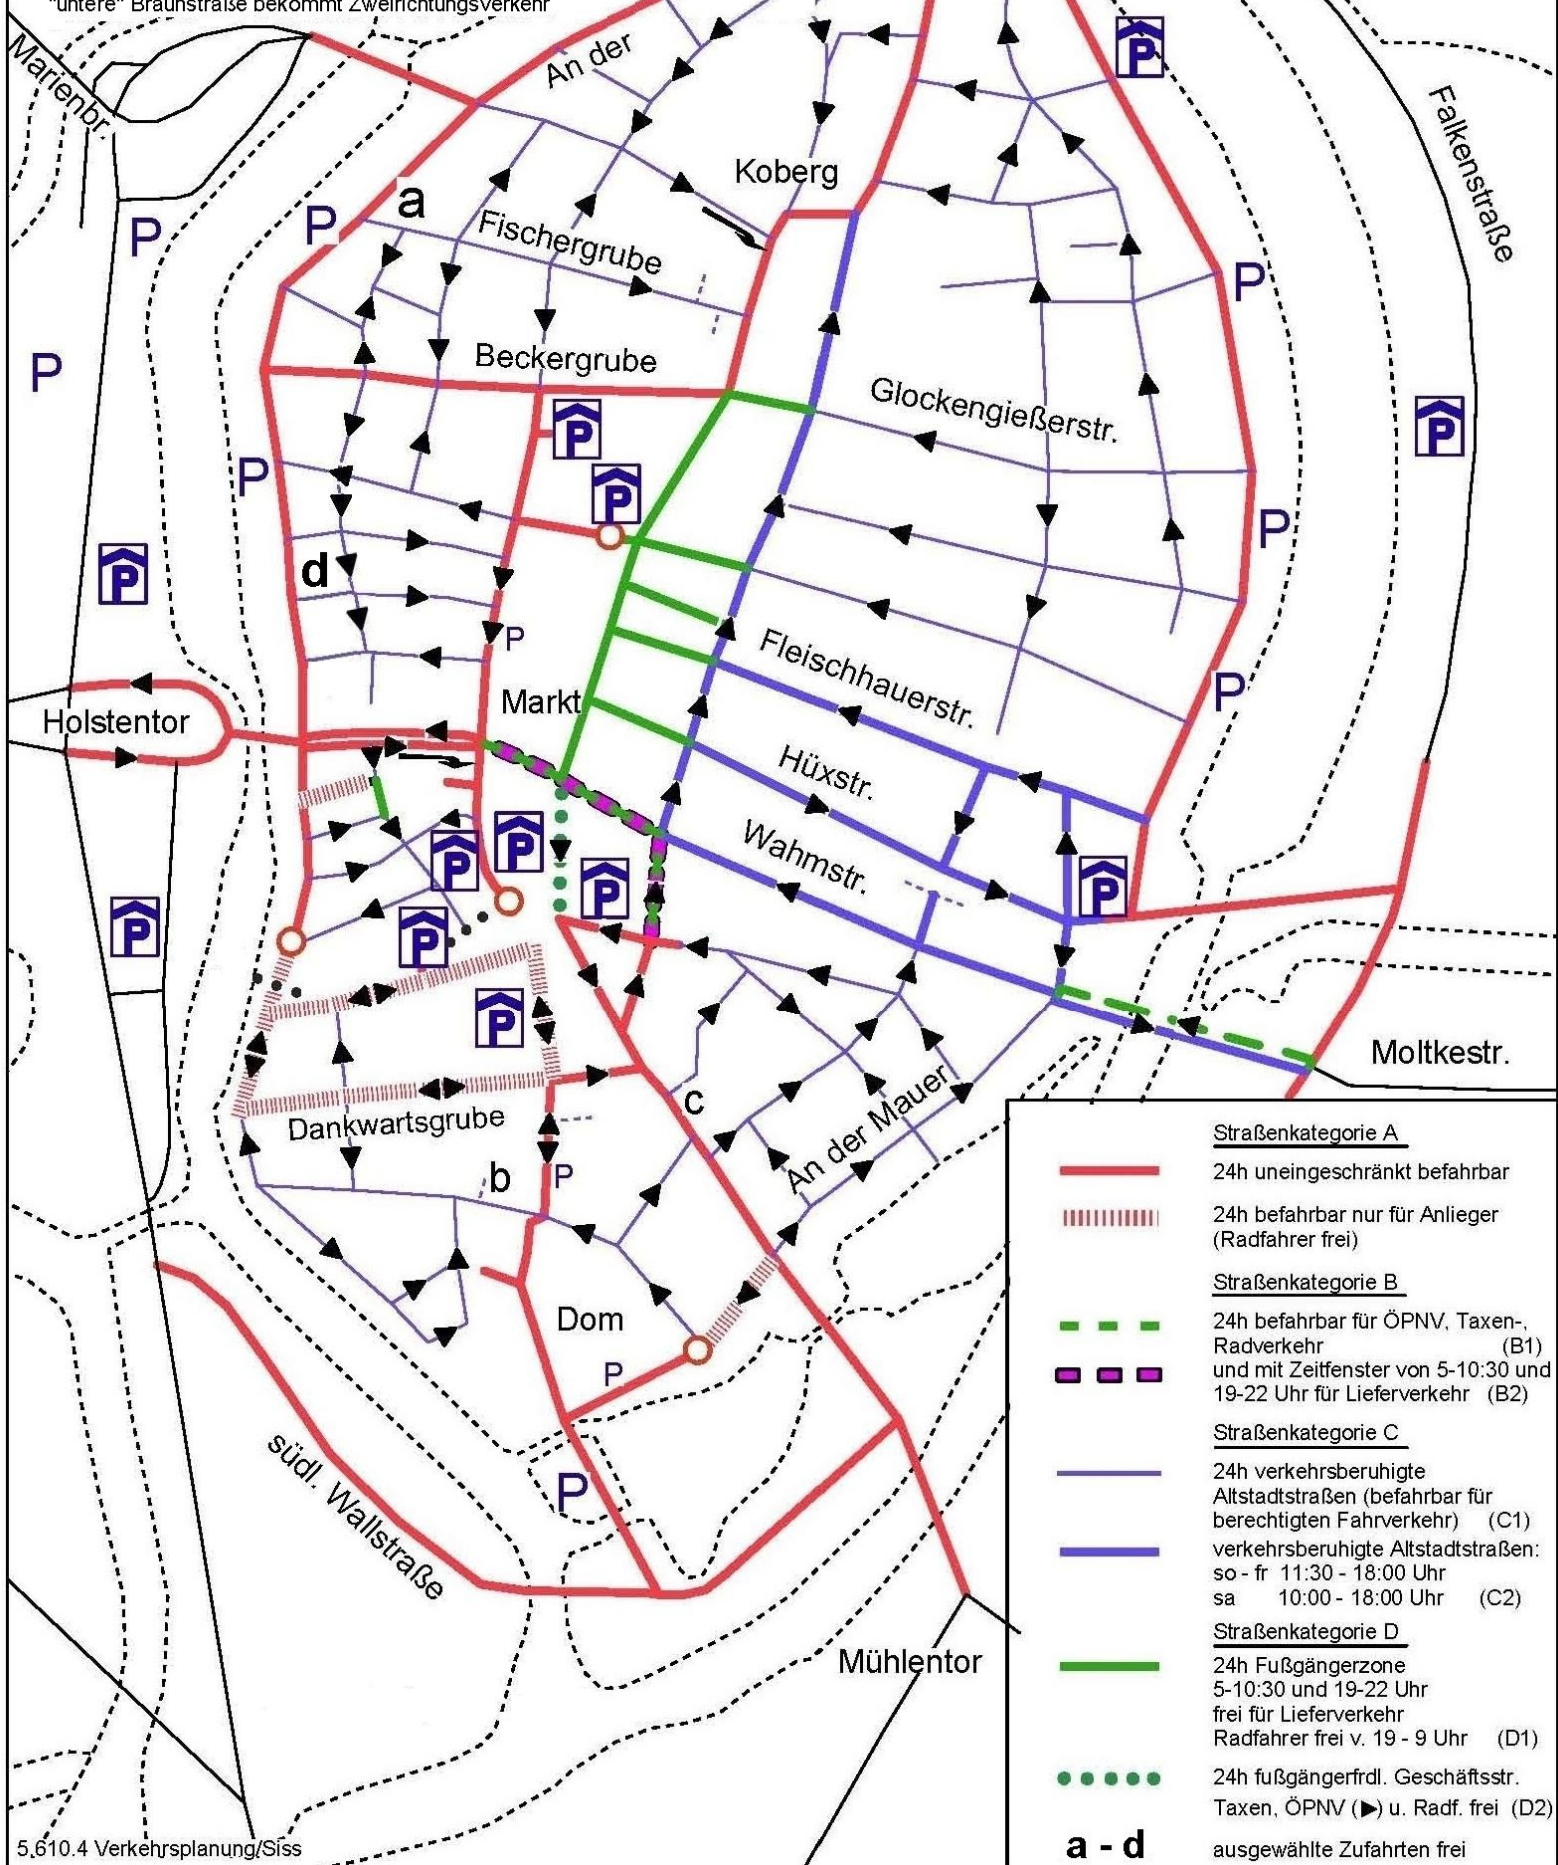 "untere" Braunstraße bekommt Zweirichtungsverkehr
Marienbr.
An der
Falkenstraße
P
Koberg
a
P
P
Fischergrube
P
P
Beckergrube
Glockengießerstr.
P
P
P
P
P
P
d
P
P
Fleischhauerstr.
P
Markt
Holstentor
Hüxstr.
Wahmstr.
P
P
P
P
P
P
P
Moltkestr.
c
An der Mauer
Dankwartsgrube
b
P
Dom
P
P
südl. Wallstraße
Mühlentor
Straßenkategorie A
24h uneingeschränkt befahrbar
24h befahrbar nur für Anlieger
(Radfahrer frei)
Straßenkategorie B
24h befahrbar für ÖPNV, Taxen-,
Radverkehr (B1)
und mit Zeitfenster von 5-10:30 und
19-22 Uhr für Lieferverkehr (B2)
Straßenkategorie C
24h verkehrsberuhigte
Altstadtstraßen (befahrbar für
berechtigten Fahrverkehr) (C1)
verkehrsberuhigte Altstadtstraßen:
so - fr 11:30 - 18:00 Uhr
sa 10:00 - 18:00 Uhr (C2)
Straßenkategorie D
24h Fußgängerzone
5-10:30 und 19-22 Uhr
frei für Lieferverkehr
Radfahrer frei v. 19 - 9 Uhr (D1)
24h fußgängerfrdl. Geschäftsstr.
Taxen, ÖPNV (▶) u. Radf. frei (D2)
a - d ausgewählte Zufahrten frei
5.610.4 Verkehrsplanung/Siss